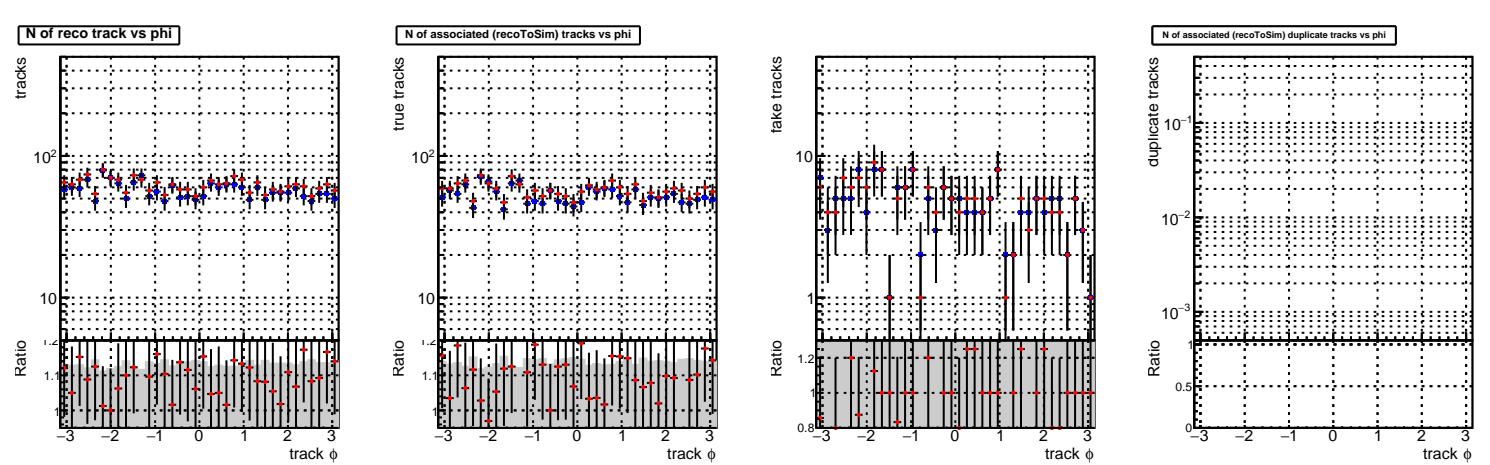 N of reco track vs phi
tracks
10²
10
Ratio
1.2
1.1
1
−3 −2 −1 0 1 2 3
track ϕ
N of associated (recoToSim) tracks vs phi
true tracks
10²
10
Ratio
1.2
1.1
1
−3 −2 −1 0 1 2 3
track ϕ
fake tracks
10
1
Ratio
1.2
1
0.8
−3 −2 −1 0 1 2 3
track ϕ
N of associated (recoToSim) duplicate tracks vs phi
duplicate tracks
10⁻¹
10⁻²
10⁻³
Ratio
1
0.5
0
−3 −2 −1 0 1 2 3
track ϕ